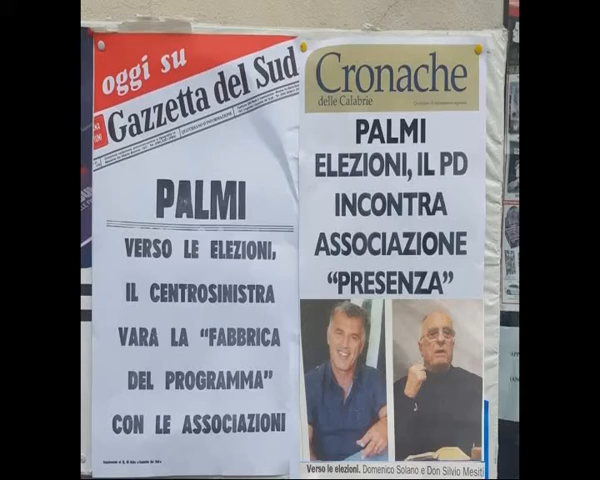 oggi su
Gazzetta del Sud
PALMI
VERSO LE ELEZIONI,
IL CENTROSINISTRA
VARA LA “FABBRICA
DEL PROGRAMMA”
CON LE ASSOCIAZIONI
Cronache
delle Calabrie
PALMI
ELEZIONI, IL PD
INCONTRA
ASSOCIAZIONE
“PRESENZA”
Verso le elezioni. Domenico Solano e Don Silvio Mesiti